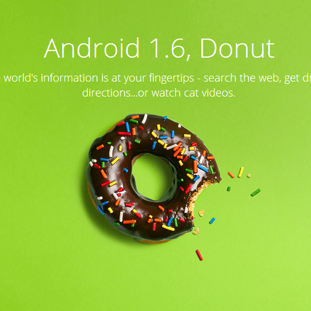 Android 1.6, Donut
world's information is at your fingertips - search the web, get
directions...or watch cat videos.